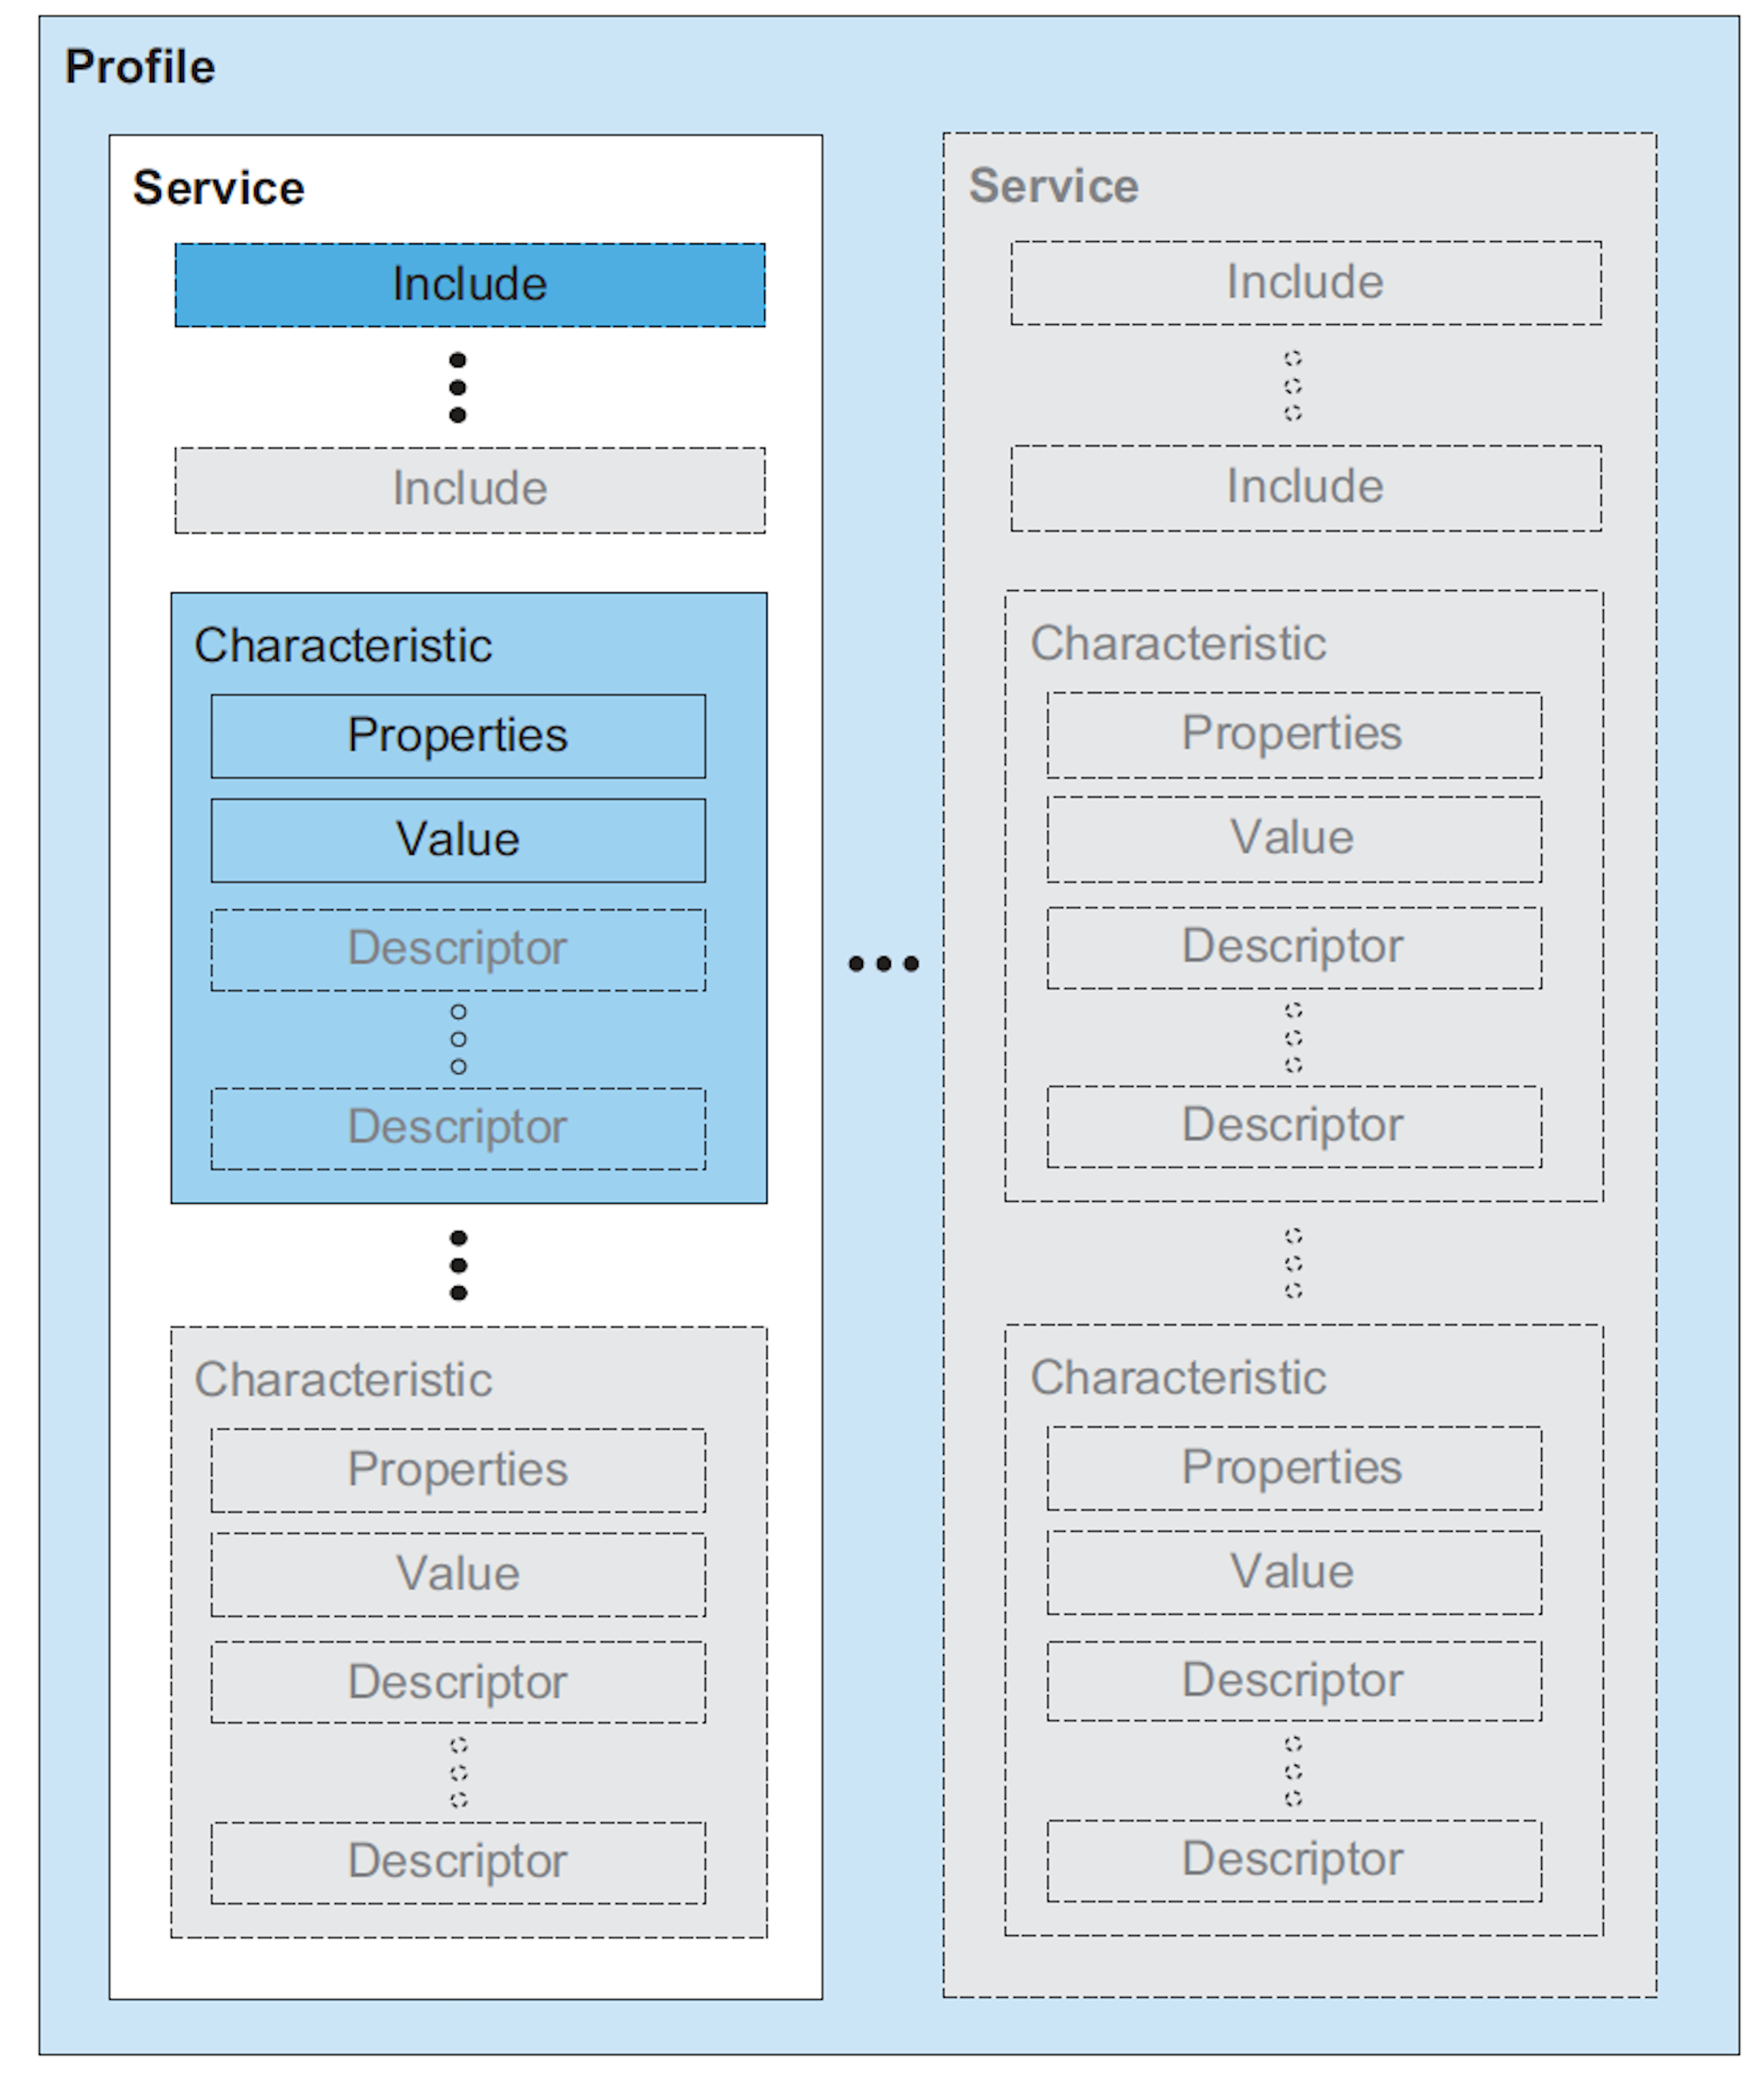 Profile
Service
Include
Include
Characteristic
Properties
Value
Descriptor
Descriptor
Characteristic
Properties
Value
Descriptor
Descriptor
Service
Include
Include
Characteristic
Properties
Value
Descriptor
Descriptor
Characteristic
Properties
Value
Descriptor
Descriptor